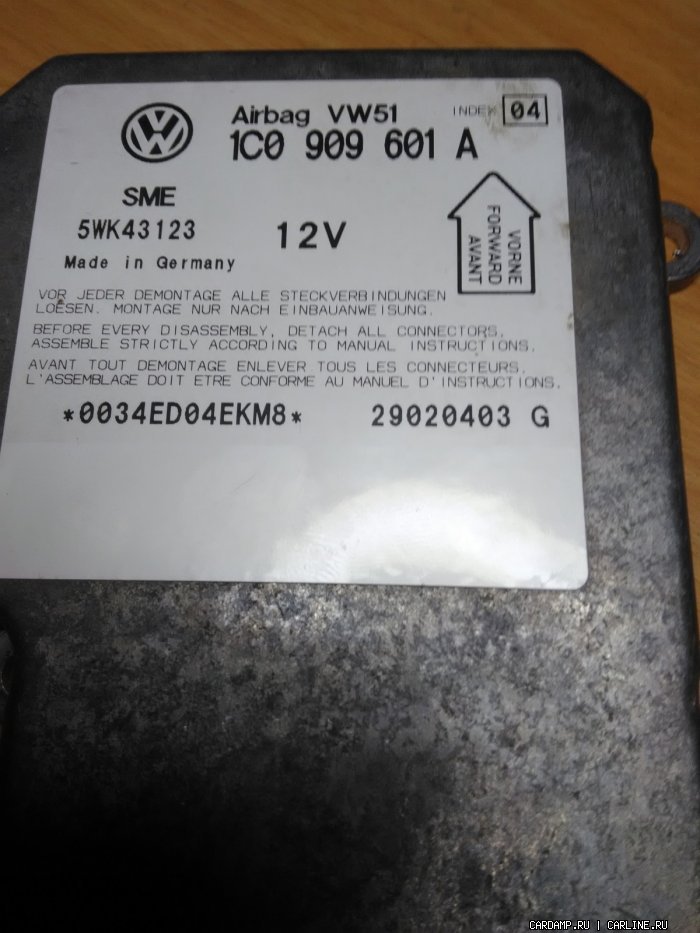 Airbag VW51 INDEX 04
1C0 909 601 A
SME
5WK43123
12V
Made in Germany
VORNE
FORWARD
AVANT
VOR JEDER DEMONTAGE ALLE STECKVERBINDUNGEN
LOESEN. MONTAGE NUR NACH EINBAUANWEISUNG.
BEFORE EVERY DISASSEMBLY, DETACH ALL CONNECTORS,
ASSEMBLE STRICTLY ACCORDING TO MANUAL INSTRUCTIONS.
AVANT TOUT DEMONTAGE ENLEVER TOUS LES CONNECTEURS.
L'ASSEMBLAGE DOIT ETRE CONFORME AU MANUEL D'INSTRUCTIONS.
*0034ED04EKM8* 29020403 G
CARDAMP.RU | CARLINE.RU